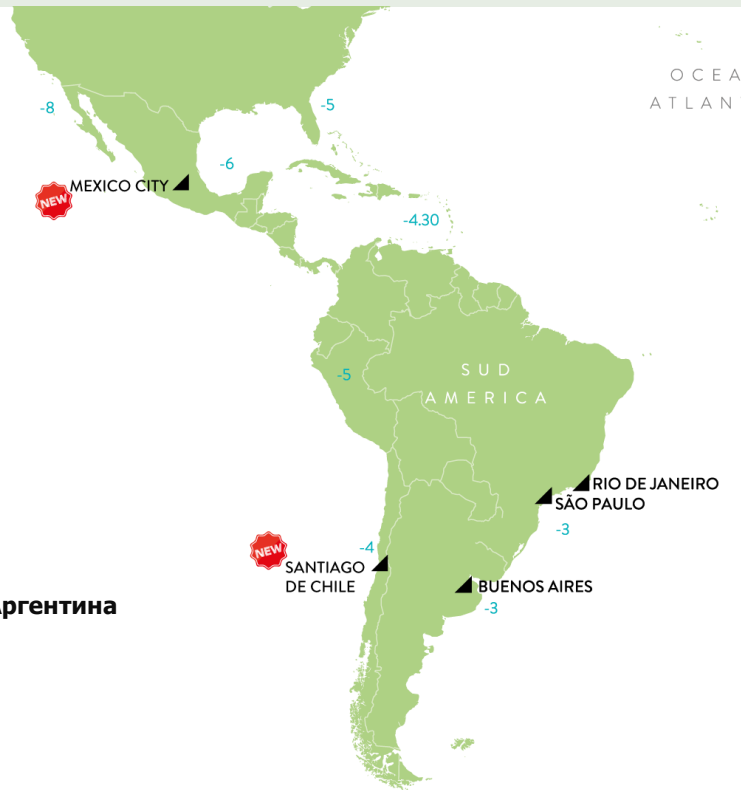 OCEA
ATLAN
-8
-5
-6
MEXICO CITY
NEW
-4.30
SUD
AMERICA
-5
RIO DE JANEIRO
SÃO PAULO
-3
NEW
-4
SANTIAGO
DE CHILE
BUENOS AIRES
-3
Аргентина